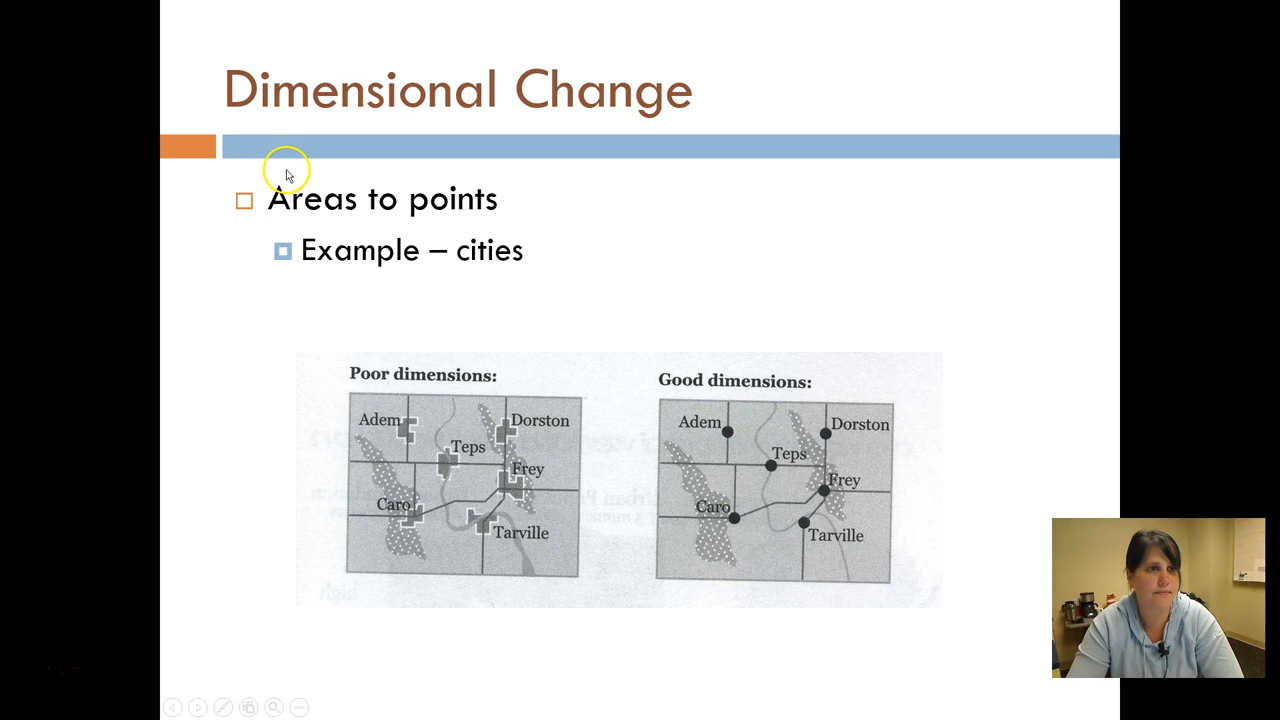 Dimensional Change
Areas to points
Example – cities
Poor dimensions:
Adem
Dorston
Teps
Frey
Caro
Tarville
Good dimensions:
Adem
Dorston
Teps
Frey
Caro
Tarville